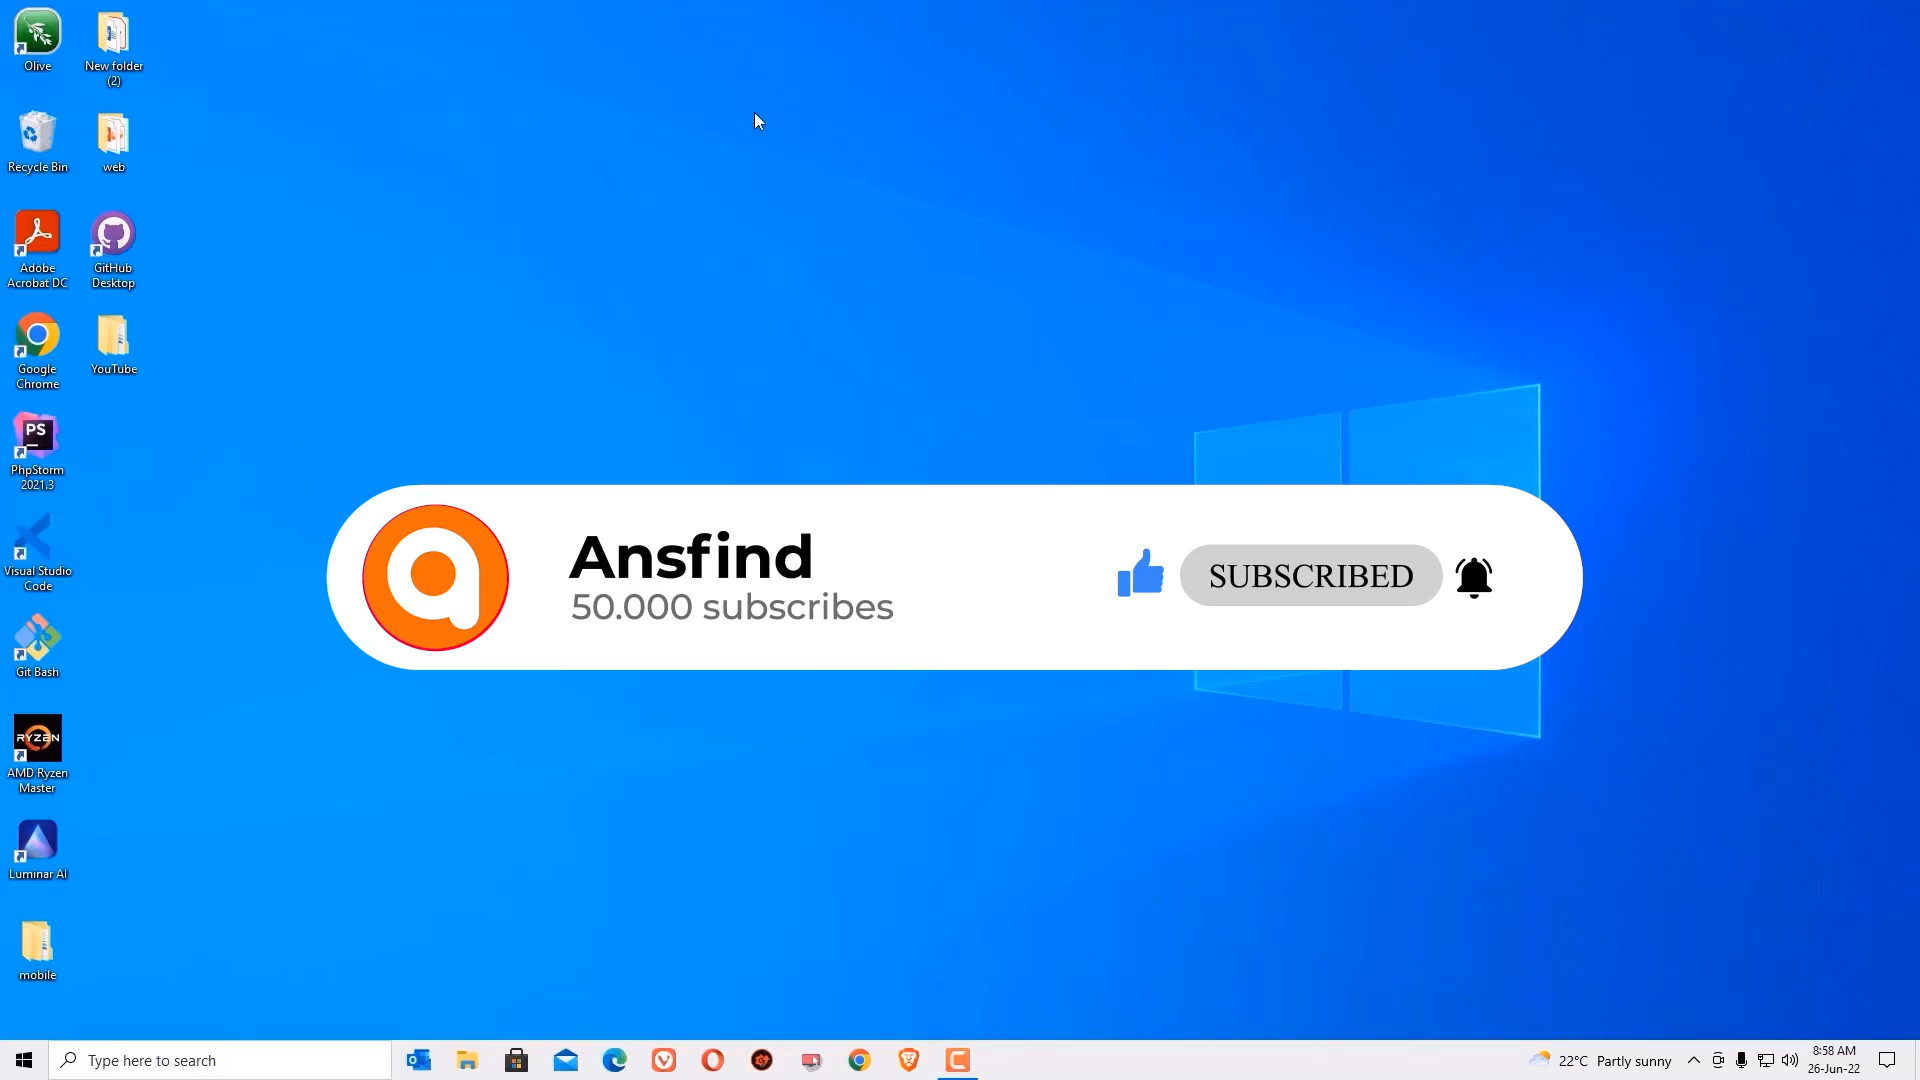 Olive
New folder
(2)
Recycle Bin
web
Adobe
Acrobat DC
GitHub
Desktop
Google
Chrome
YouTube
PS
PhpStorm
2021.3
Visual Studio
Code
Git Bash
RYZEN
AMD Ryzen
Master
Luminar AI
mobile
Ansfind
50.000 subscribes
SUBSCRIBED
Type here to search
22°C Partly sunny
8:58 AM
26-Jun-22